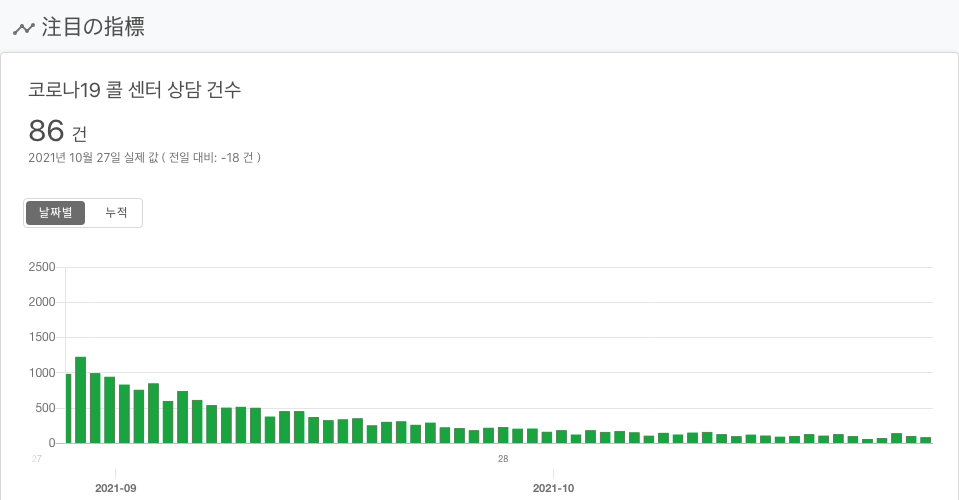 注目の指標
코로나19 콜 센터 상담 건수
86 건
2021년 10월 27일 실제 값 ( 전일 대비: -18 건 )
날짜별 누적
2500
2000
1500
1000
500
0
27 28
2021-09 2021-10